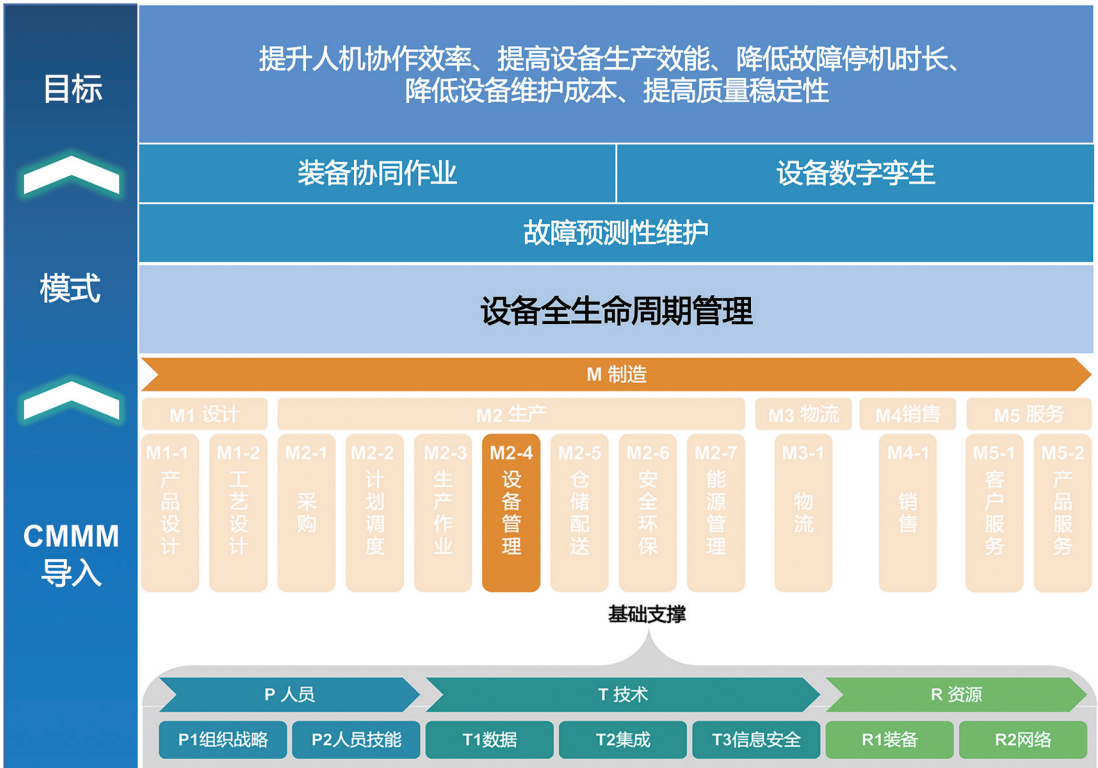 目标
提升人机协作效率、提高设备生产效能、降低故障停机时长、
降低设备维护成本、提高质量稳定性
装备协同作业
设备数字孪生
故障预测性维护
模式
设备全生命周期管理
M 制造
M1 设计
M2 生产
M3 物流
M4销售
M5 服务
M1-1
产品设计
M1-2
工艺设计
M2-1
采购
M2-2
计划调度
M2-3
生产作业
M2-4
设备管理
M2-5
仓储配送
M2-6
安全环保
M2-7
能源管理
M3-1
物流
M4-1
销售
M5-1
客户服务
M5-2
产品服务
CMMM
导入
基础支撑
P 人员
T 技术
R 资源
P1组织战略
P2人员技能
T1数据
T2集成
T3信息安全
R1装备
R2网络